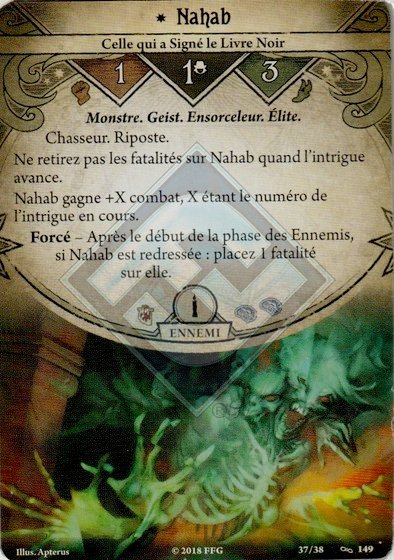 Nahab
Celle qui a Signé le Livre Noir
1 1 3
Monstre. Geist. Ensorceleur. Élite.
Chasseur. Riposte.
Ne retirez pas les fatalités sur Nahab quand l'intrigue
avance.
Nahab gagne +X combat, X étant le numéro de
l'intrigue en cours.
Forcé – Après le début de la phase des Ennemis,
si Nahab est redressée : placez 1 fatalité
sur elle.
ENNEMI
Illus. Apterus © 2018 FFG 37/38 149